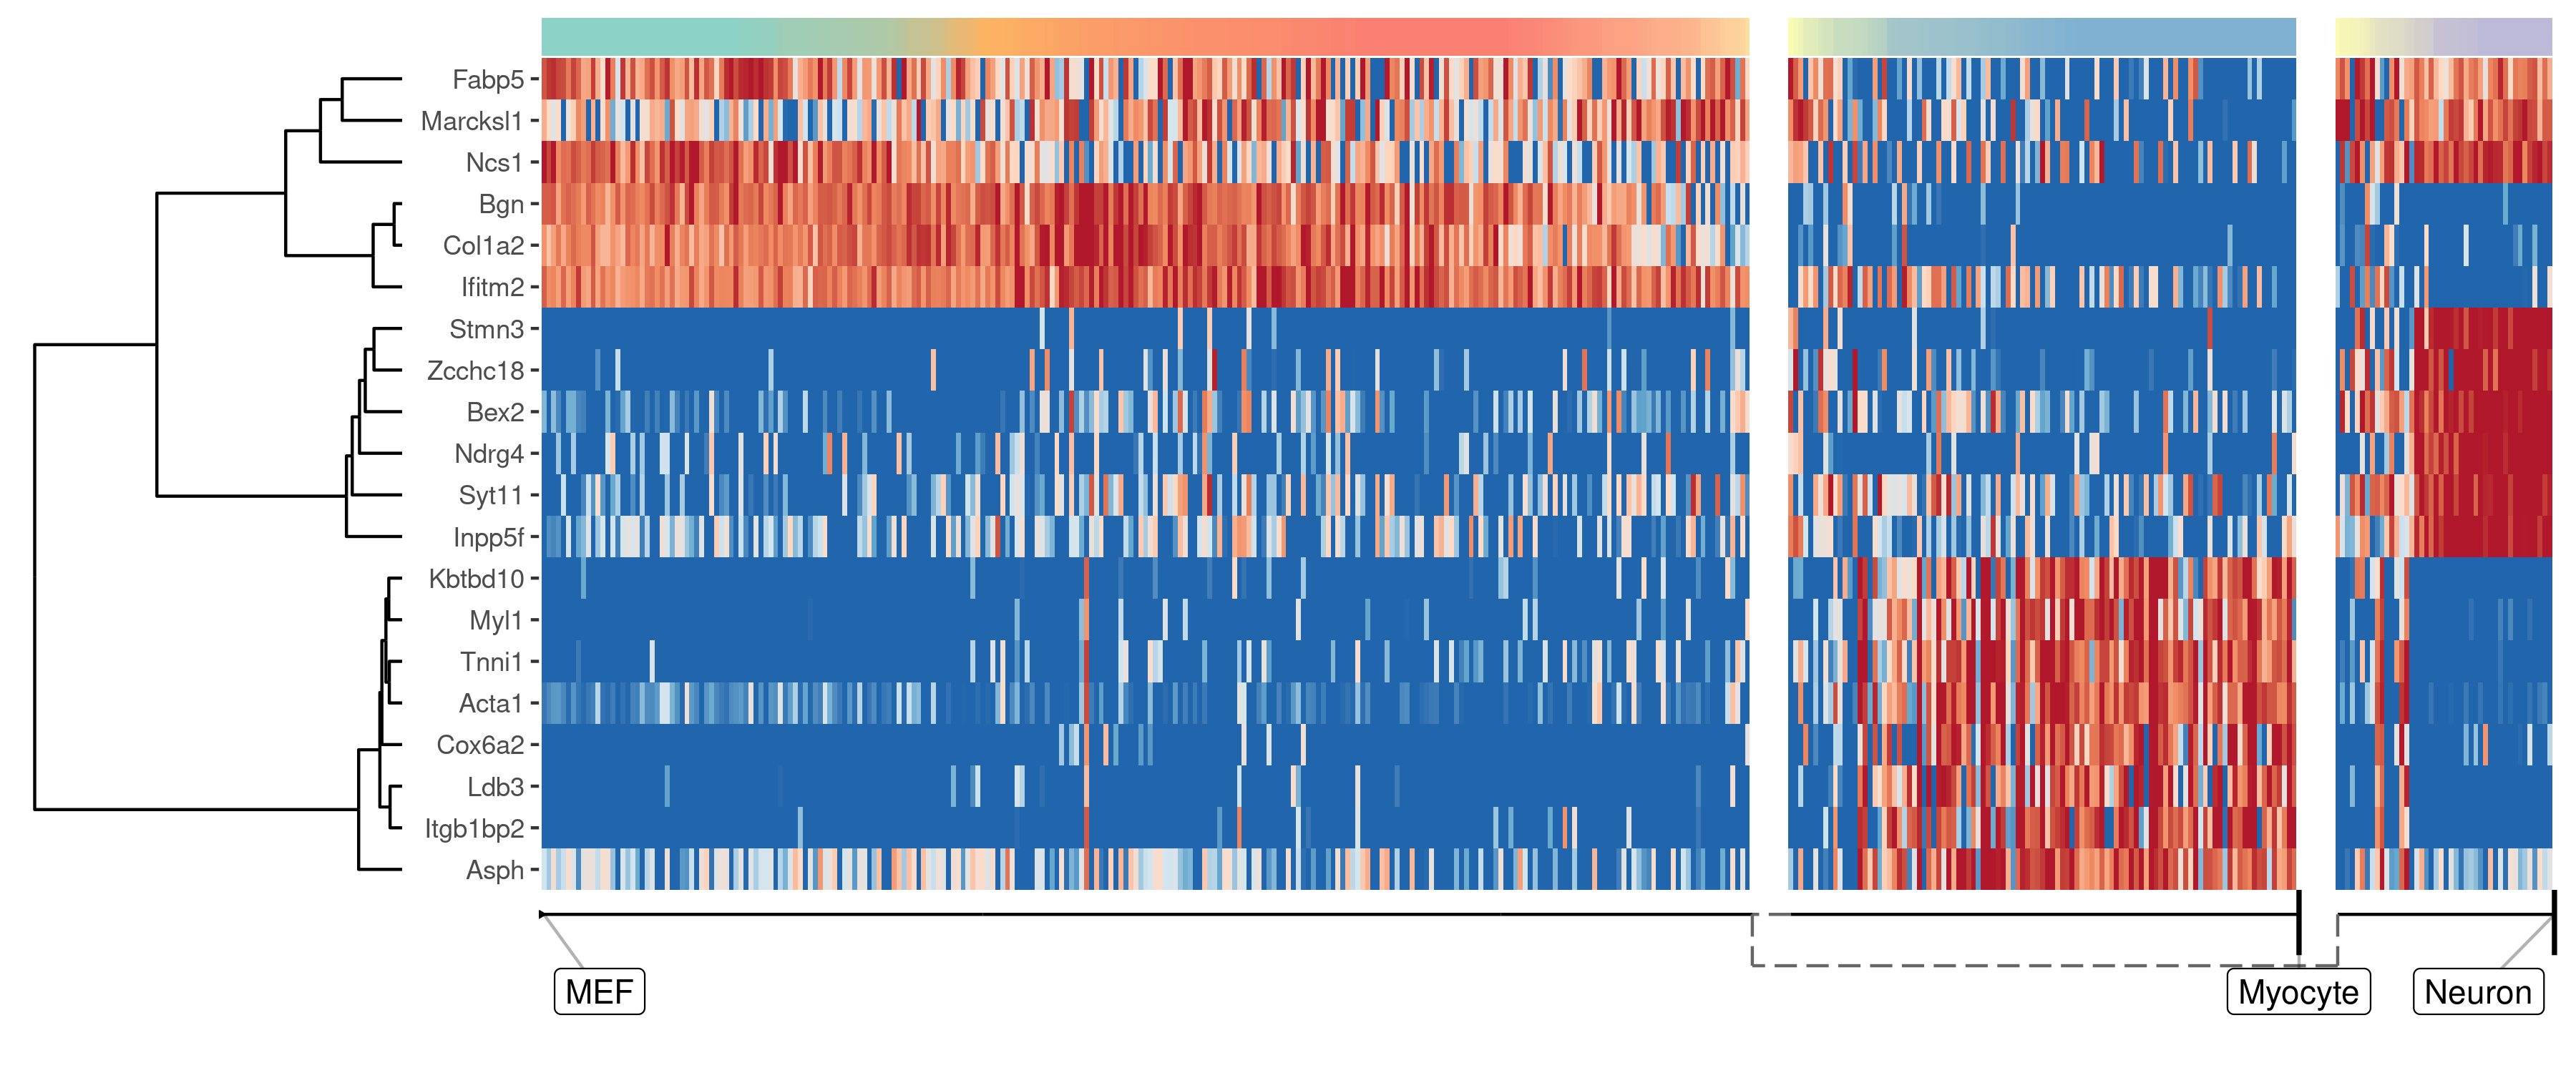 Fabp5
Marcksl1
Ncs1
Bgn
Col1a2
Ifitm2
Stmn3
Zcchc18
Bex2
Ndrg4
Syt11
Inpp5f
Kbtbd10
Myl1
Tnni1
Acta1
Cox6a2
Ldb3
Itgb1bp2
Asph
MEF
Myocyte
Neuron